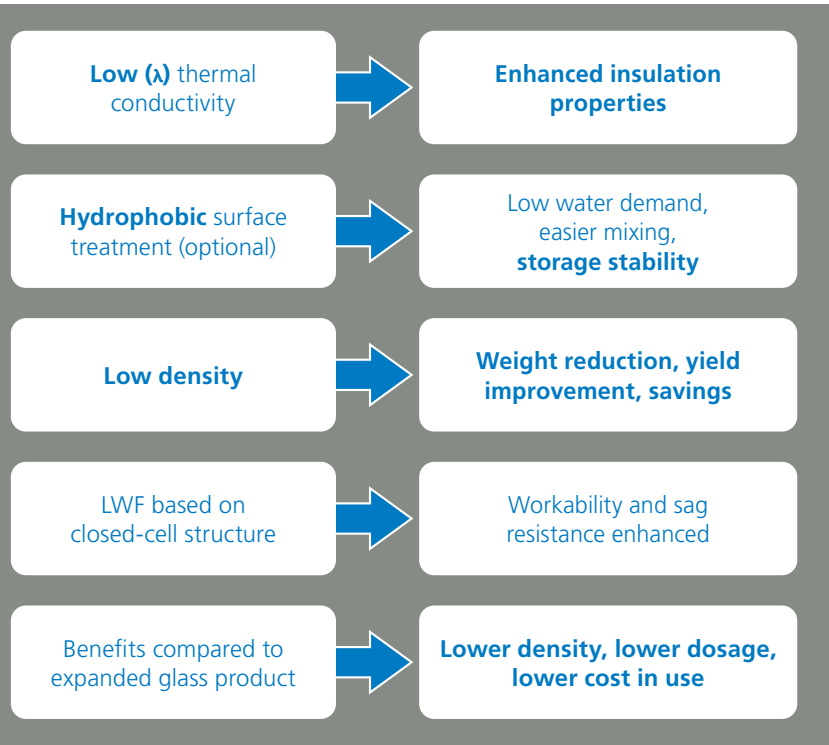 Low (λ) thermal
conductivity
Enhanced insulation
properties
Hydrophobic surface
treatment (optional)
Low water demand,
easier mixing,
storage stability
Low density
Weight reduction, yield
improvement, savings
LWF based on
closed-cell structure
Workability and sag
resistance enhanced
Benefits compared to
expanded glass product
Lower density, lower dosage,
lower cost in use